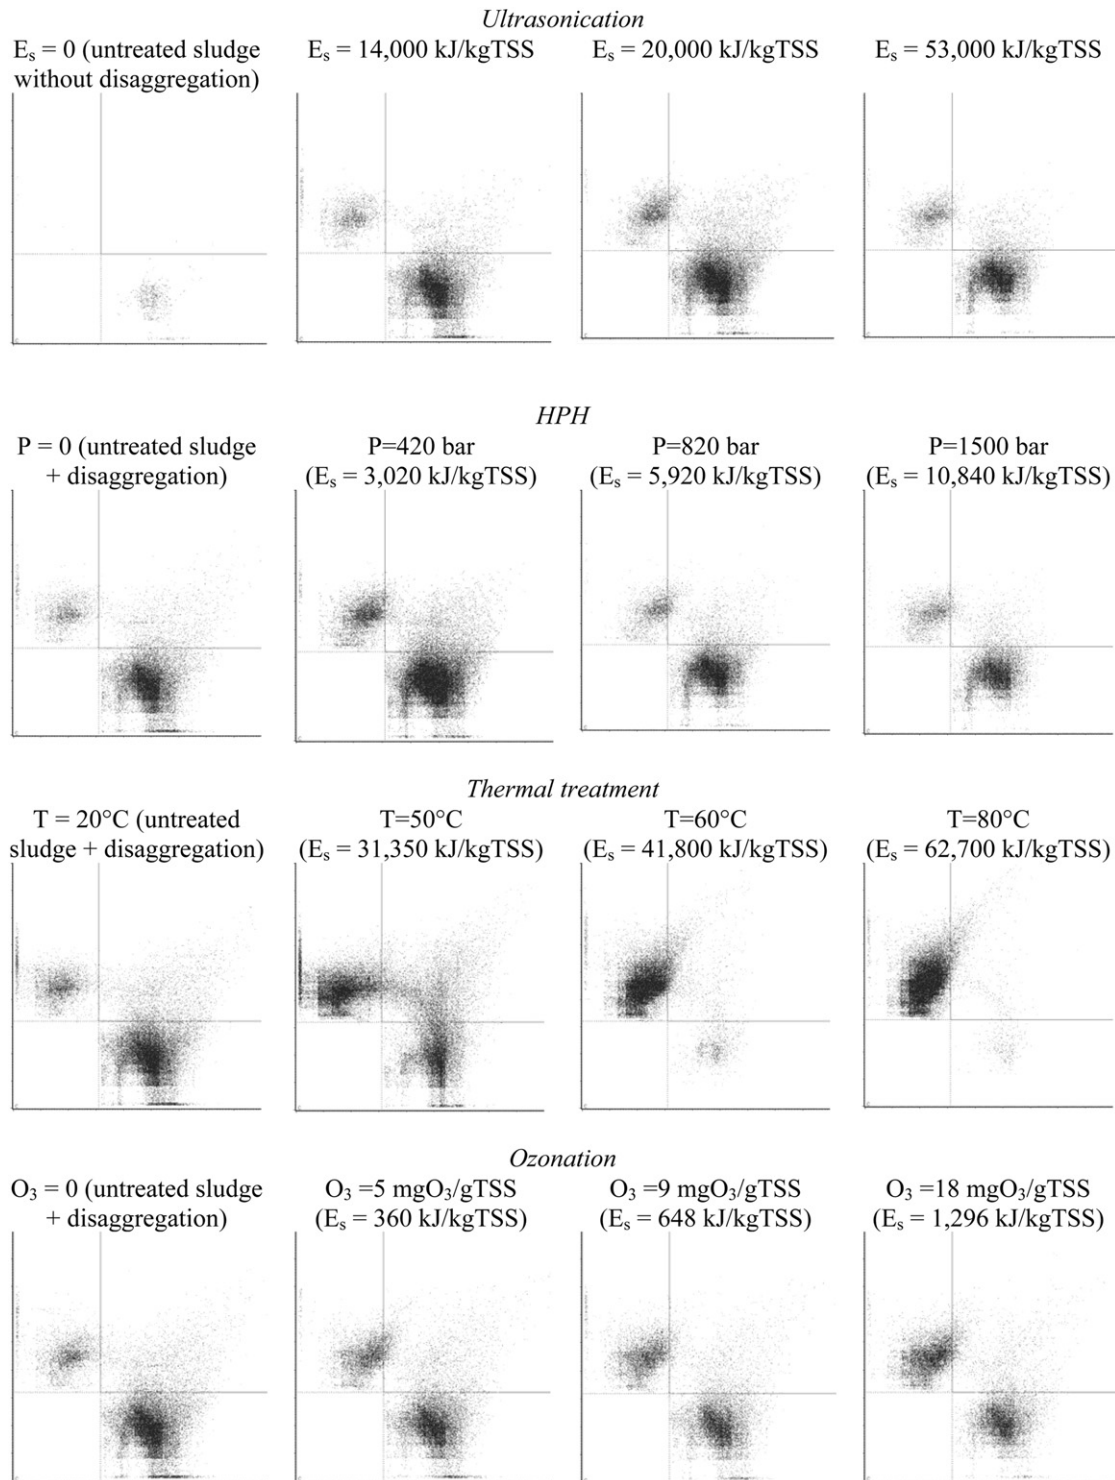 Ultrasonication
E₍s₎ = 0 (untreated sludge E₍s₎ = 14,000 kJ/kgTSS E₍s₎ = 20,000 kJ/kgTSS E₍s₎ = 53,000 kJ/kgTSS
without disaggregation)
HPH
P = 0 (untreated sludge P=420 bar P=820 bar P=1500 bar
+ disaggregation) (Eₛ = 3,020 kJ/kgTSS) (Eₛ = 5,920 kJ/kgTSS) (Eₛ = 10,840 kJ/kgTSS)
Thermal treatment
T = 20°C (untreated T=50°C T=60°C T=80°C
sludge + disaggregation) (Eₛ = 31,350 kJ/kgTSS) (Eₛ = 41,800 kJ/kgTSS) (Eₛ = 62,700 kJ/kgTSS)
Ozonation
O₃ = 0 (untreated sludge O₃ =5 mgO₃/gTSS O₃ =9 mgO₃/gTSS O₃ =18 mgO₃/gTSS
+ disaggregation) (Eₛ = 360 kJ/kgTSS) (Eₛ = 648 kJ/kgTSS) (Eₛ = 1,296 kJ/kgTSS)